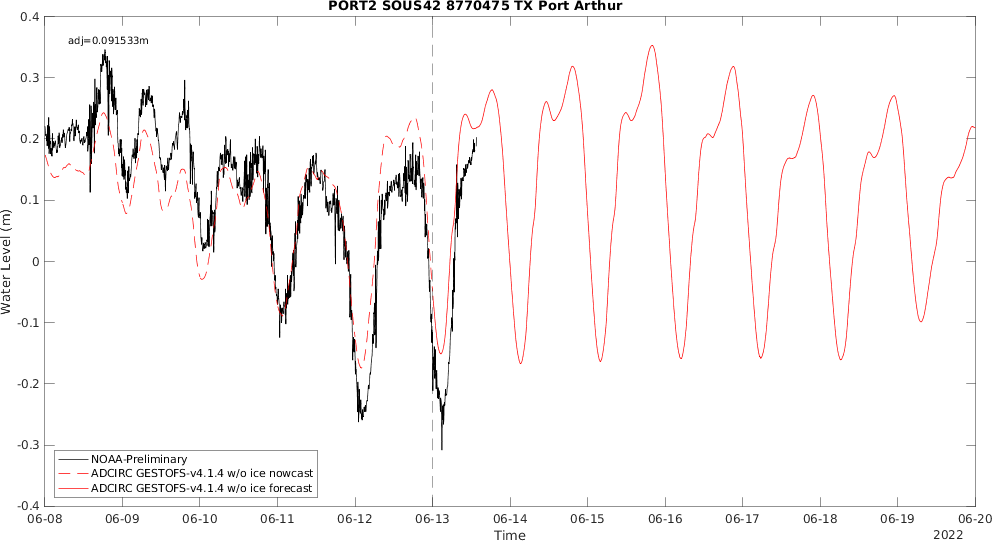 PORT2 SOUS42 8770475 TX Port Arthur
adj=0.091533m
0.4
0.3
0.2
0.1
0
-0.1
-0.2
-0.3
-0.4
Water Level (m)
NOAA-Preliminary
ADCIRC GESTOFS-v4.1.4 w/o ice nowcast
ADCIRC GESTOFS-v4.1.4 w/o ice forecast
06-08 06-09 06-10 06-11 06-12 06-13 06-14 06-15 06-16 06-17 06-18 06-19 06-20
Time
2022